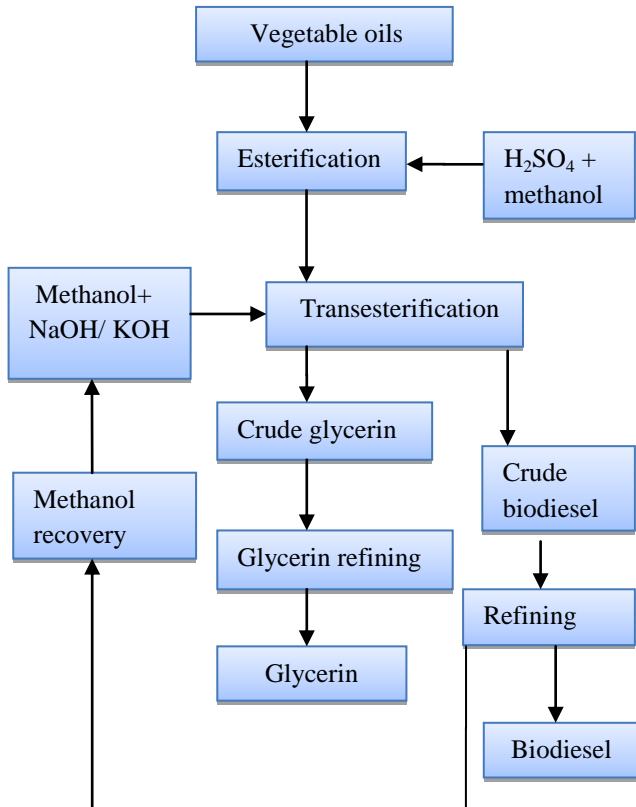 Vegetable oils
Esterification
H₂SO₄ +
methanol
Methanol+
NaOH/ KOH
Transesterification
Crude glycerin
Crude
biodiesel
Methanol
recovery
Glycerin refining
Refining
Glycerin
Biodiesel